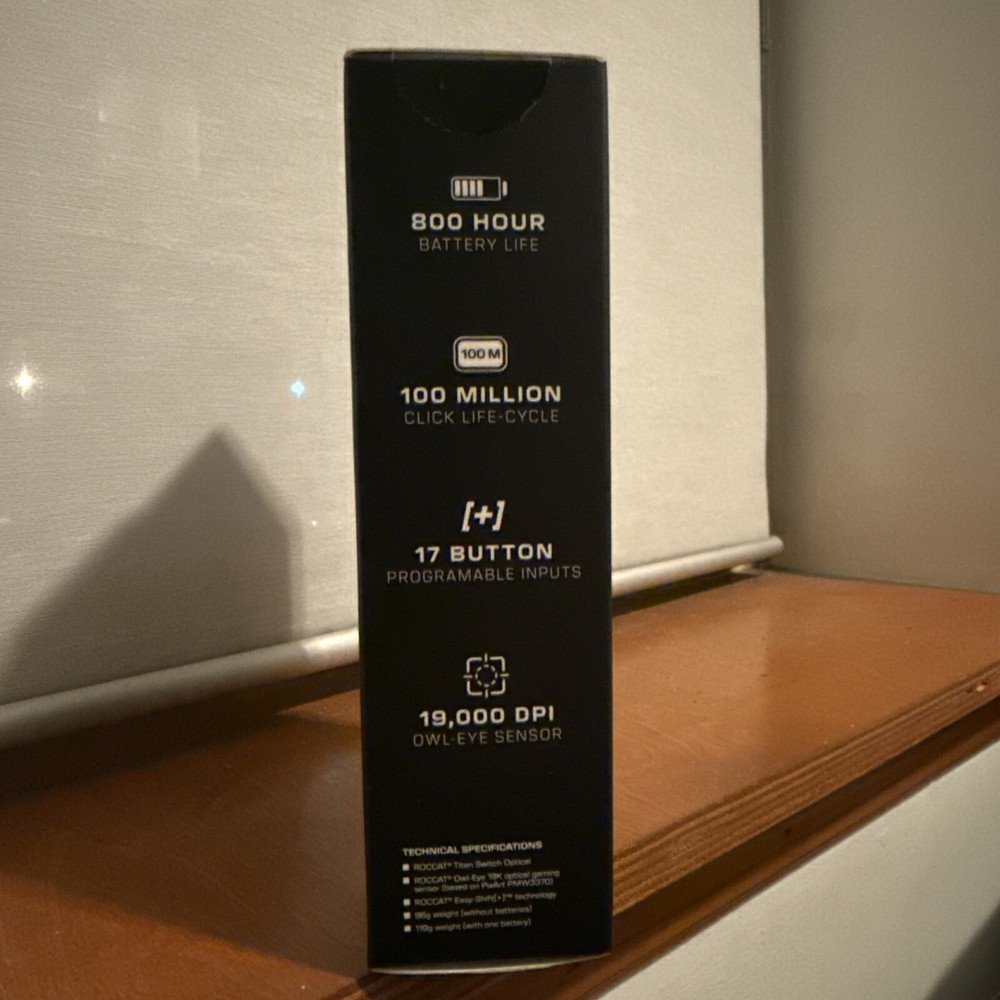 800 HOUR
BATTERY LIFE
100 M
100 MILLION
CLICK LIFE-CYCLE
[+]
17 BUTTON
PROGRAMABLE INPUTS
19,000 DPI
OWL-EYE SENSOR
TECHNICAL SPECIFICATIONS
ROCCAT® Titan Switch Optical
ROCCAT® Owl-Eye 19K optical gaming
sensor (based on PixArt PMW3370)
ROCCAT® Easy-Shift[+]™ technology
98g weight (without batteries)
119g weight (with one battery)